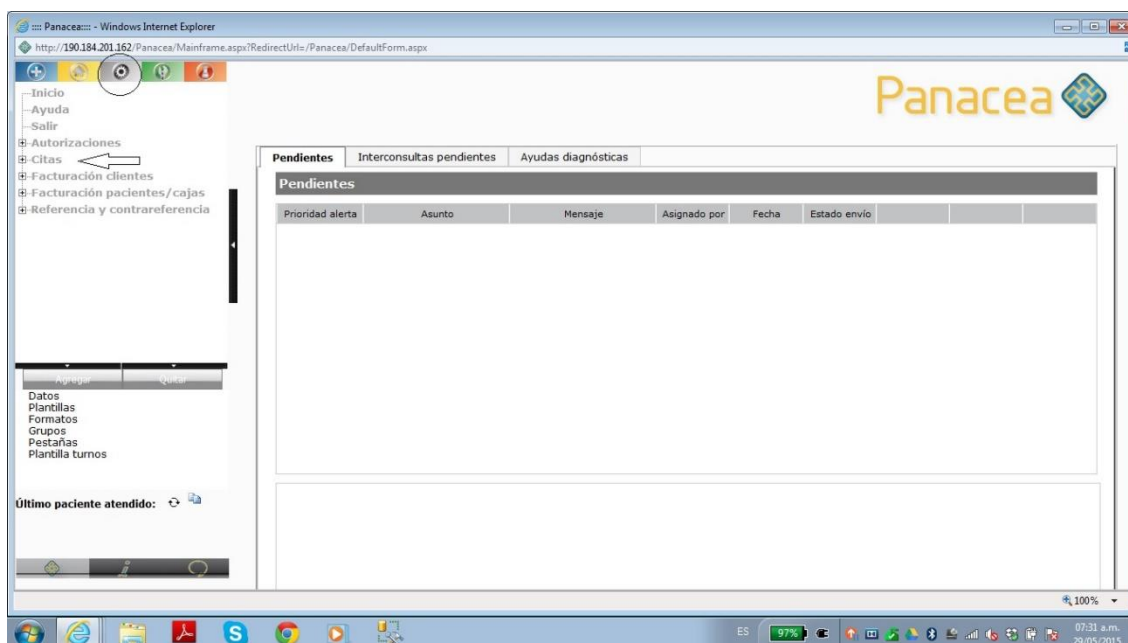 :::: Panacea:::: - Windows Internet Explorer
http://190.184.201.162/Panacea/Mainframe.aspx?RedirectUrl=/Panacea/DefaultForm.aspx
Panacea
Inicio
Ayuda
Salir
Autorizaciones
Citas
Facturación clientes
Facturación pacientes/cajas
Referencia y contrareferencia
Pendientes Interconsultas pendientes Ayudas diagnósticas
Pendientes
Prioridad alerta Asunto Mensaje Asignado por Fecha Estado envío
Agregar Quitar
Datos
Plantillas
Formatos
Grupos
Pestañas
Plantilla turnos
Último paciente atendido:
100%
ES 97% 07:31 a.m.
29/05/2015